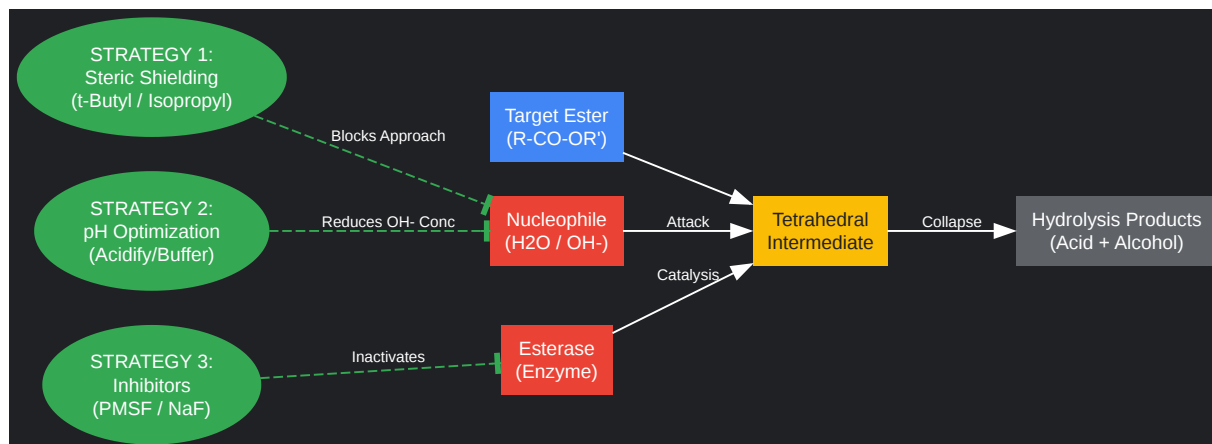 STRATEGY 1:
Steric Shielding
(t-Butyl / Isopropyl)
Blocks Approach
Target Ester
(R-CO-OR')
STRATEGY 2:
pH Optimization
(Acidify/Buffer)
Reduces OH- Conc
Nucleophile
(H2O / OH-)
Attack
Tetrahedral
Intermediate
Collapse
Hydrolysis Products
(Acid + Alcohol)
Catalysis
STRATEGY 3:
Inhibitors
(PMSF / NaF)
Inactivates
Esterase
(Enzyme)